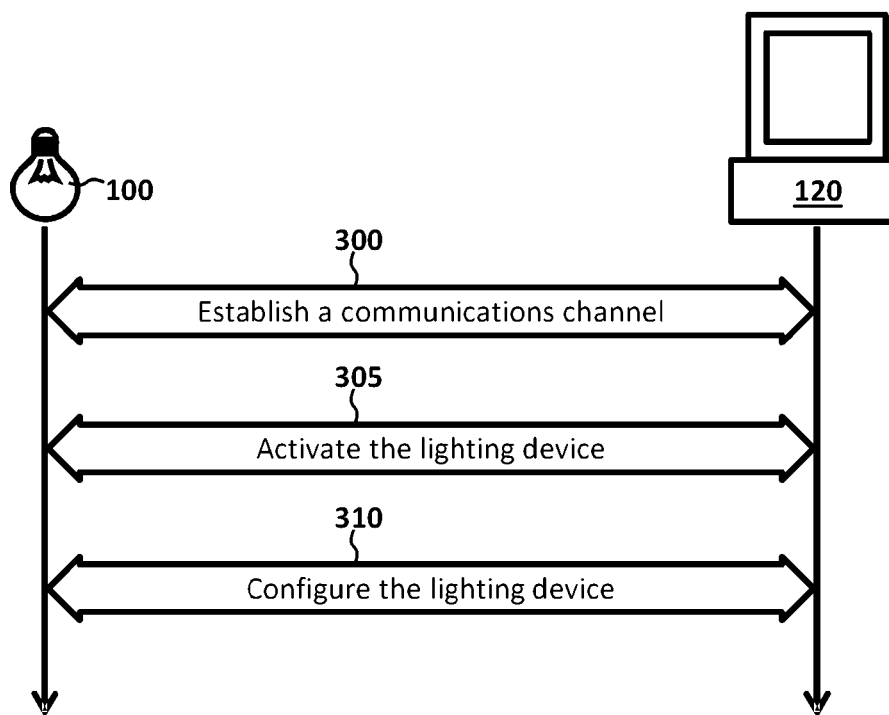 100
120
300
Establish a communications channel
305
Activate the lighting device
310
Configure the lighting device